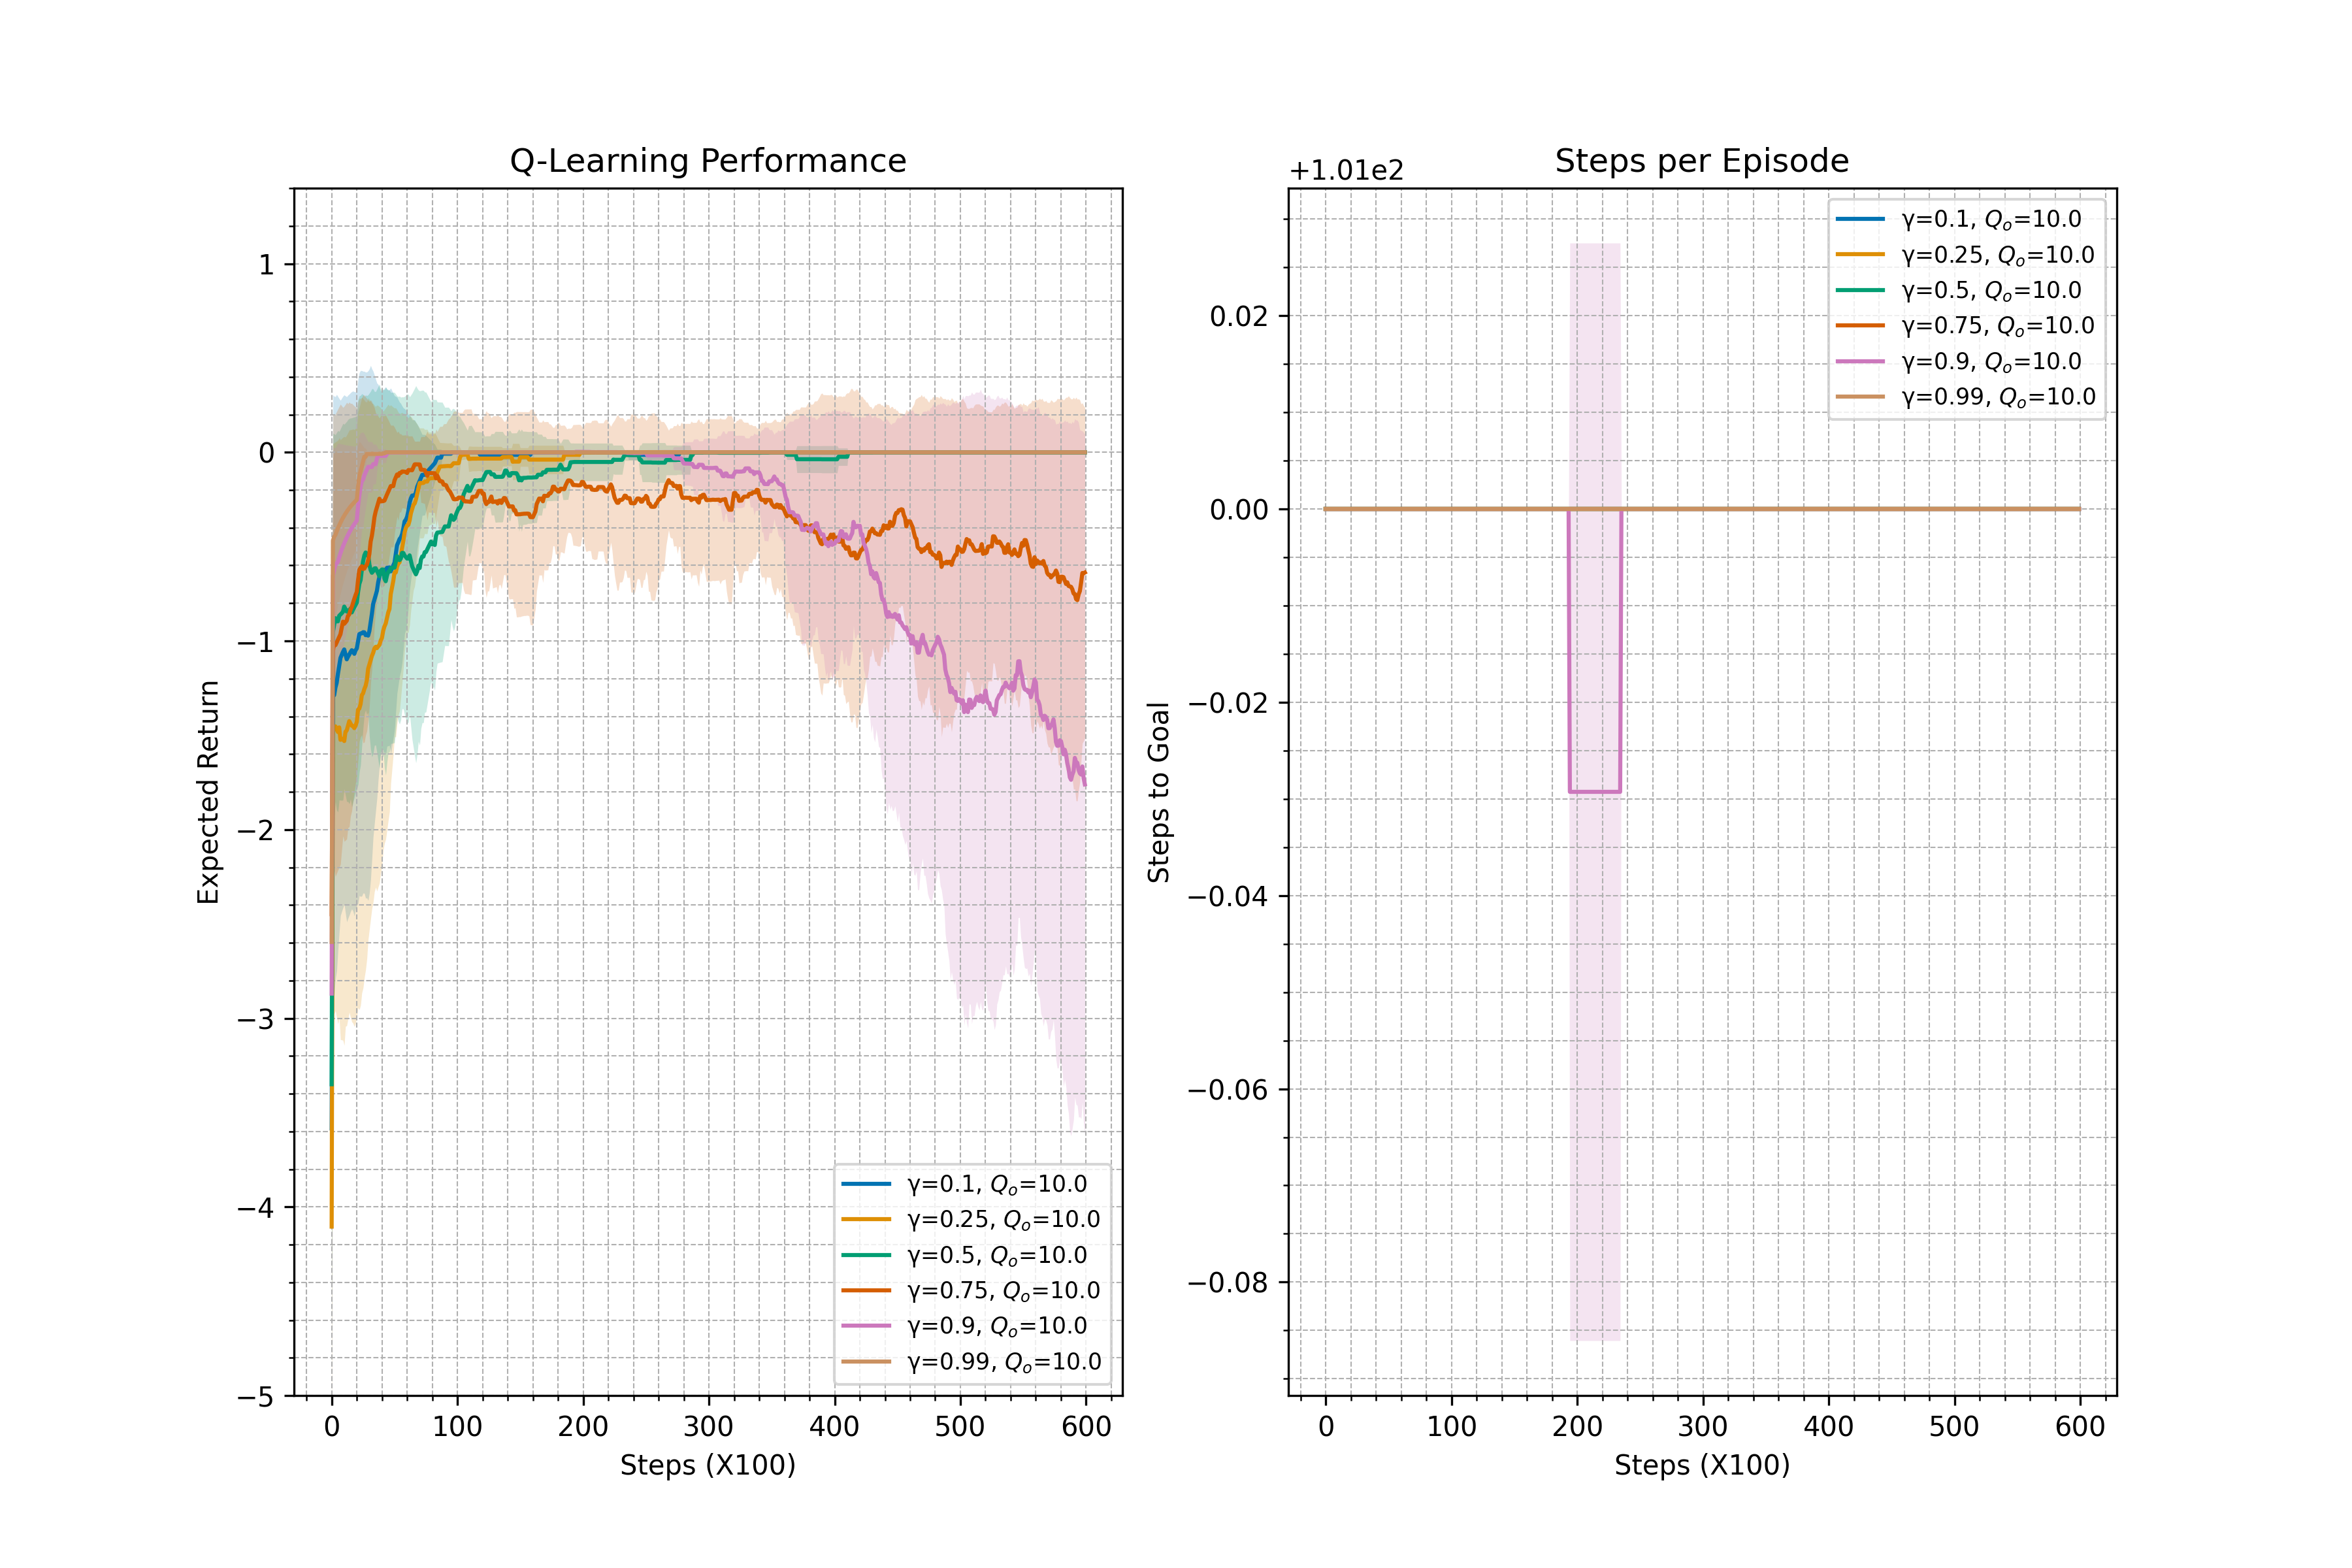 Q-Learning Performance
1
0
−1
−2
−3
−4
−5
Expected Return
0 100 200 300 400 500 600
Steps (X100)
γ=0.1, Qo=10.0
γ=0.25, Qo=10.0
γ=0.5, Qo=10.0
γ=0.75, Qo=10.0
γ=0.9, Qo=10.0
γ=0.99, Qo=10.0
Steps per Episode
+1.01e2
0.02
0.00
−0.02
−0.04
−0.06
−0.08
Steps to Goal
0 100 200 300 400 500 600
Steps (X100)
γ=0.1, Qo=10.0
γ=0.25, Qo=10.0
γ=0.5, Qo=10.0
γ=0.75, Qo=10.0
γ=0.9, Qo=10.0
γ=0.99, Qo=10.0